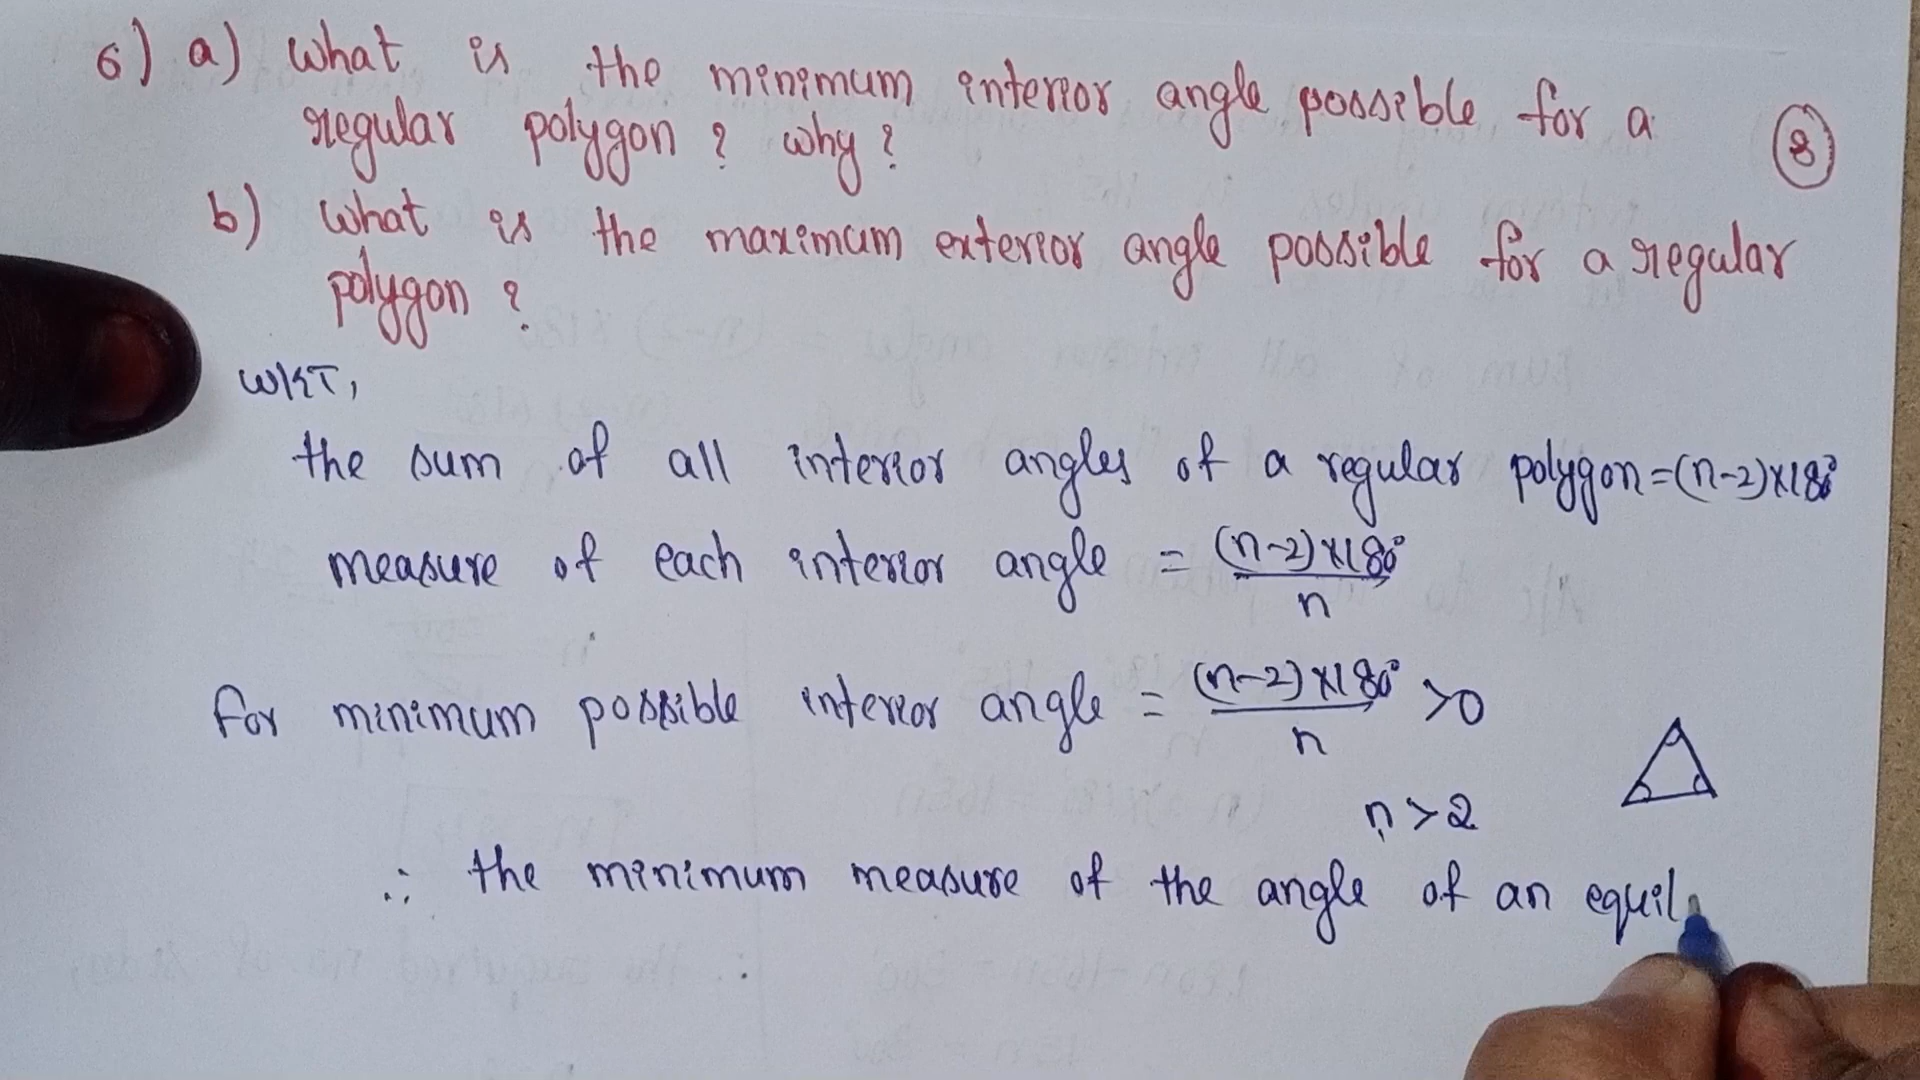 6) a) What is the minimum interior angle possible for a
regular polygon ? why ?
8
b) What is the maximum exterior angle possible for a regular
polygon ?
WKT,
the sum of all interior angles of a regular polygon = (n-2)×180°
measure of each interior angle = (n-2)×180°
n
For minimum possible interior angle = (n-2)×180° >0
n
n > 2
∴ the minimum measure of the angle of an equil